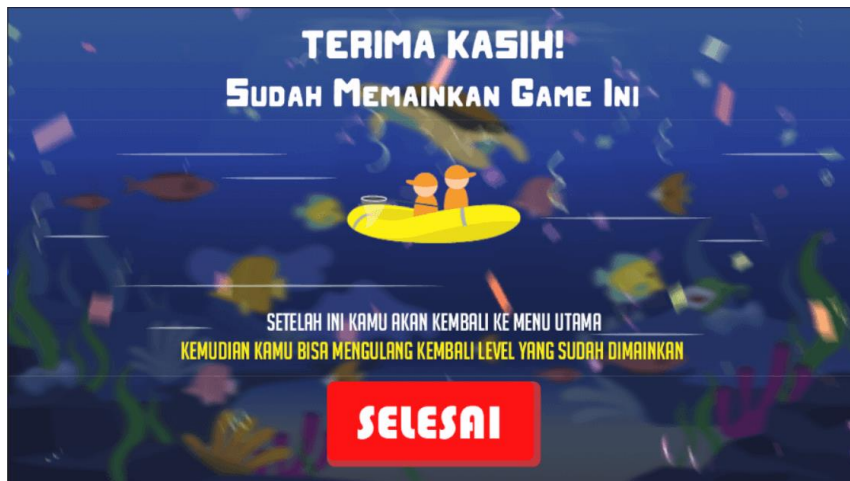 TERIMA KASIH!
SUDAH MEMAINKAN GAME INI
SETELAH INI KAMU AKAN KEMBALI KE MENU UTAMA
KEMUDIAN KAMU BISA MENGULANG KEMBALI LEVEL YANG SUDAH DIMAINKAN
SELESAI